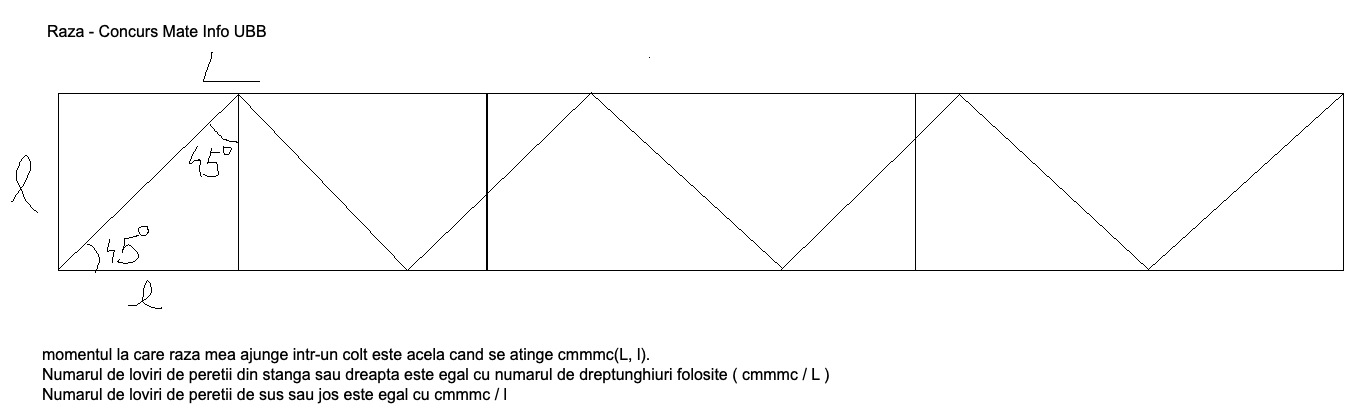 Raza - Concurs Mate Info UBB
L
l
45°
45°
l
momentul la care raza mea ajunge intr-un colt este acela cand se atinge cmmmc(L, l).
Numarul de loviri de peretii din stanga sau dreapta este egal cu numarul de dreptunghiuri folosite ( cmmmc / L )
Numarul de loviri de peretii de sus sau jos este egal cu cmmmc / l